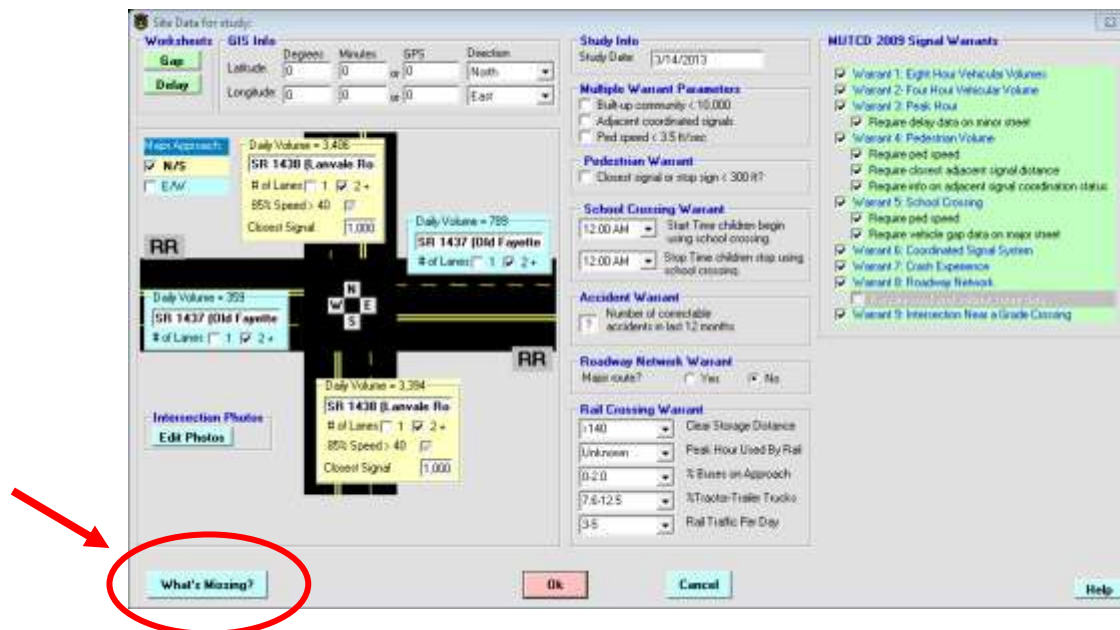 Site Data for study:
Worksheets
Gap
Delay
GIS Info
Degrees Minutes GPS Direction
Latitude 0 0 or 0 North
Longitude 0 0 or 0 East
Major Approach
N/S
E/W
Daily Volume = 3,406
SR 1438 (Lanvale Ro
# of Lanes 1 2 +
85% Speed > 40
Closest Signal 1,000
Daily Volume = 789
SR 1437 (Old Fayette
# of Lanes 1 2 +
RR
N
W E
S
Daily Volume = 359
SR 1437 (Old Fayette
# of Lanes 1 2 +
RR
Daily Volume = 3,394
SR 1438 (Lanvale Ro
# of Lanes 1 2 +
85% Speed > 40
Closest Signal 1,000
Intersection Photos
Edit Photos
Study Info
Study Date 3/14/2013
Multiple Warrant Parameters
Built-up community < 10,000
Adjacent coordinated signals
Ped speed < 3.5 ft/sec
Pedestrian Warrant
Closest signal or stop sign < 300 ft?
School Crossing Warrant
12:00 AM Start Time children begin
using school crossing
12:00 AM Stop Time children stop using
school crossing
Accident Warrant
? Number of correctable
accidents in last 12 months
Roadway Network Warrant
Major route? Yes No
Rail Crossing Warrant
>140 Clear Storage Distance
Unknown Peak Hour Used By Rail
0-2.0 % Buses on Approach
7.6-12.5 %Tractor-Trailer Trucks
3-5 Rail Traffic Per Day
MUTCD 2009 Signal Warrants
Warrant 1: Eight Hour Vehicular Volumes
Warrant 2: Four Hour Vehicular Volume
Warrant 3: Peak Hour
Require delay data on minor street
Warrant 4: Pedestrian Volume
Require ped speed
Require closest adjacent signal distance
Require info on adjacent signal coordination status
Warrant 5: School Crossing
Require ped speed
Require vehicle gap data on major street
Warrant 6: Coordinated Signal System
Warrant 7: Crash Experience
Warrant 8: Roadway Network
Warrant 9: Intersection Near a Grade Crossing
What's Missing?
Ok
Cancel
Help